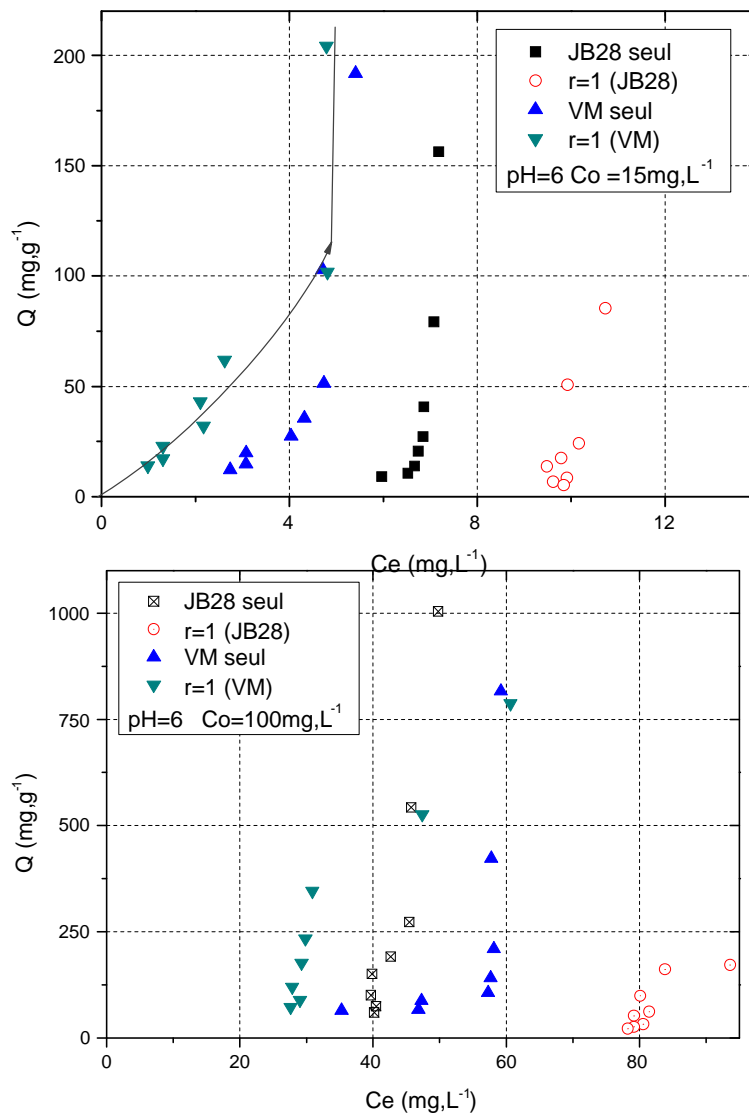 200
150
100
50
0
Q (mg,g-1)
JB28 seul
r=1 (JB28)
VM seul
r=1 (VM)
pH=6 Co =15mg,L-1
0 4 8 12
Ce (mg,L-1)
1000
750
500
250
0
Q (mg,g-1)
JB28 seul
r=1 (JB28)
VM seul
r=1 (VM)
pH=6 Co=100mg,L-1
0 20 40 60 80
Ce (mg,L-1)